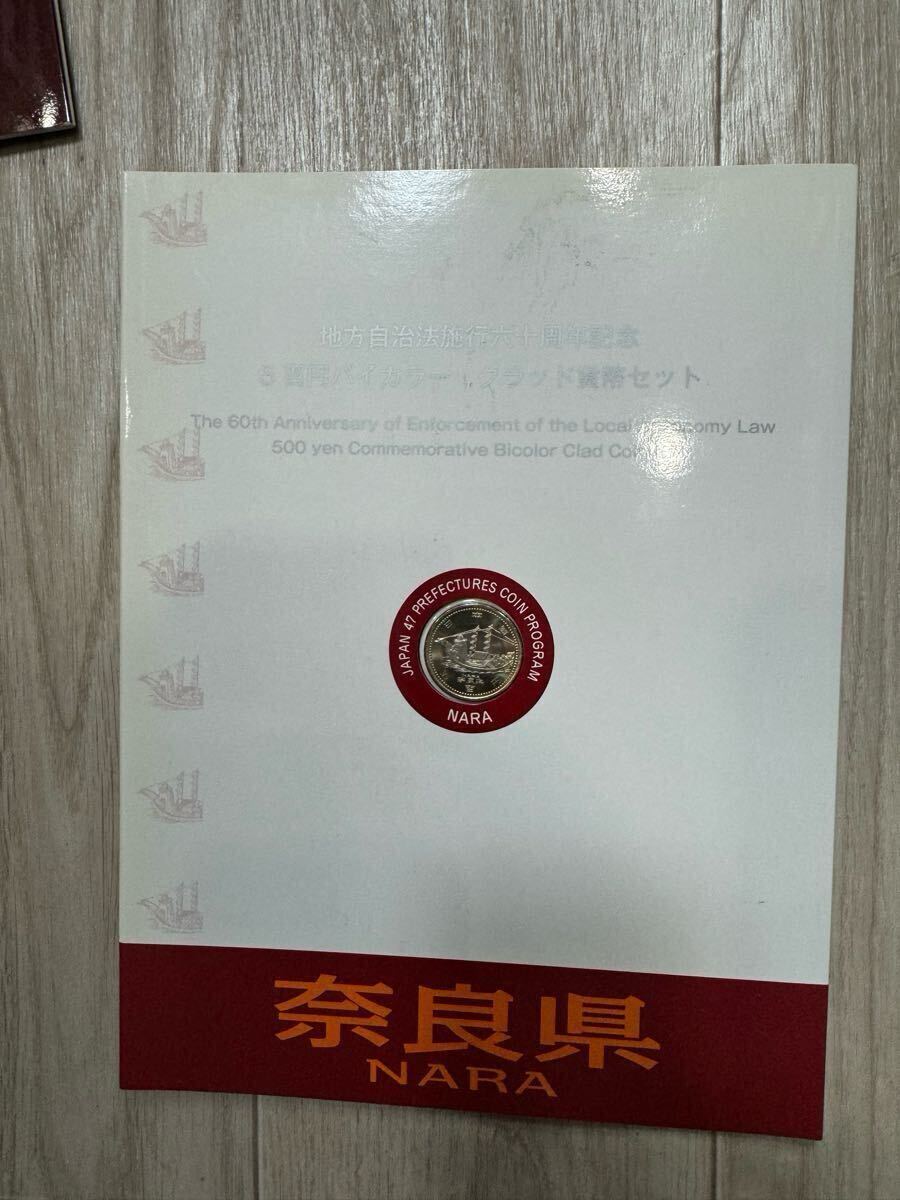 地方自治法施行六十周年記念
5百円バイカラー・クラッド貨幣セット
The 60th Anniversary of Enforcement of the Local Autonomy Law
500 yen Commemorative Bicolor Clad
JAPAN 47 PREFECTURES COIN PROGRAM
NARA
奈良県
NARA